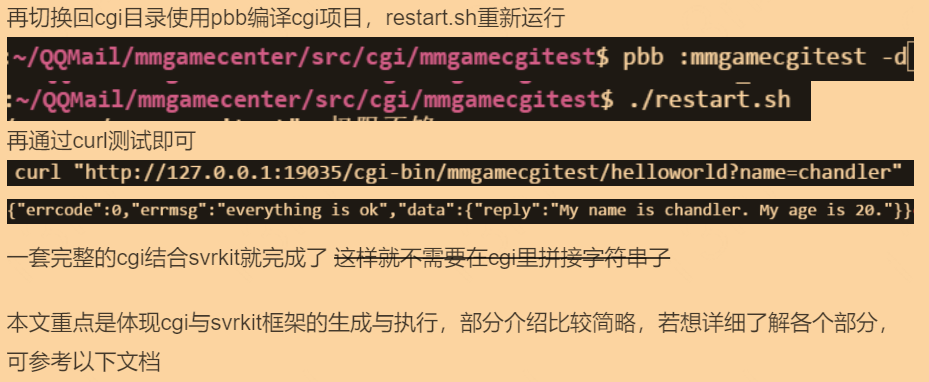 再切换回cgi目录使用pbb编译cgi项目，restart.sh重新运行
:~/QQMail/mmgamecenter/src/cgi/mmgamecgitest$ pbb :mmgamecgitest -d
:~/QQMail/mmgamecenter/src/cgi/mmgamecgitest$ ./restart.sh
再通过curl测试即可
curl "http://127.0.0.1:19035/cgi-bin/mmgamecgitest/helloworld?name=chandler"
{"errcode":0,"errmsg":"everything is ok","data":{"reply":"My name is chandler. My age is 20."}}
一套完整的cgi结合svrkit就完成了 这样就不需要在cgi里拼接字符串了
本文重点是体现cgi与svrkit框架的生成与执行，部分介绍比较简略，若想详细了解各个部分，
可参考以下文档